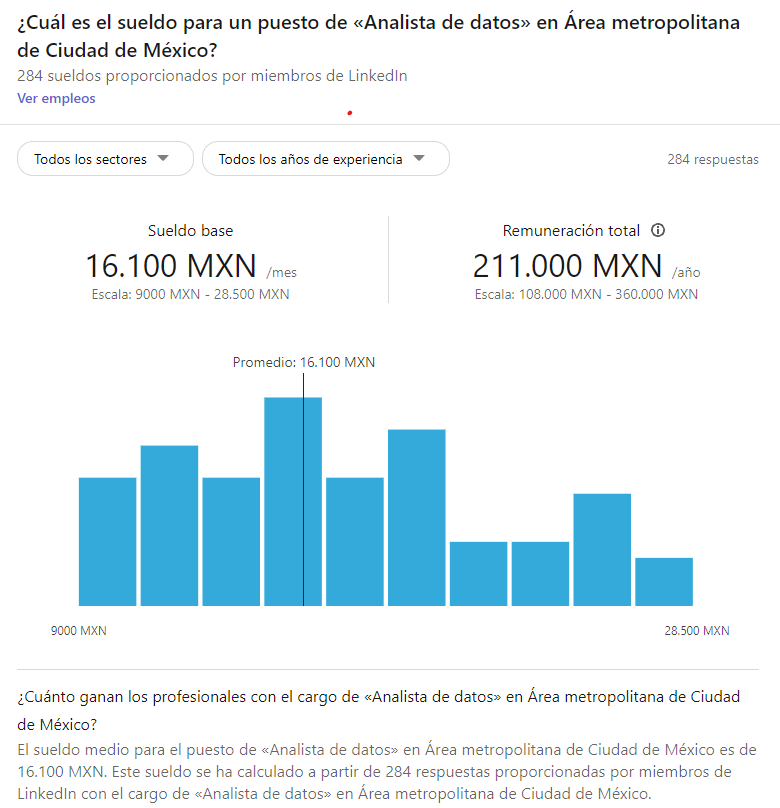 ¿Cuál es el sueldo para un puesto de «Analista de datos» en Área metropolitana
de Ciudad de México?
284 sueldos proporcionados por miembros de LinkedIn
Ver empleos
Todos los sectores
Todos los años de experiencia
284 respuestas
Sueldo base
16.100 MXN /mes
Escala: 9000 MXN - 28.500 MXN
Remuneración total
211.000 MXN /año
Escala: 108.000 MXN - 360.000 MXN
Promedio: 16.100 MXN
9000 MXN
28.500 MXN
¿Cuánto ganan los profesionales con el cargo de «Analista de datos» en Área metropolitana de Ciudad
de México?
El sueldo medio para el puesto de «Analista de datos» en Área metropolitana de Ciudad de México es de
16.100 MXN. Este sueldo se ha calculado a partir de 284 respuestas proporcionadas por miembros de
LinkedIn con el cargo de «Analista de datos» en Área metropolitana de Ciudad de México.